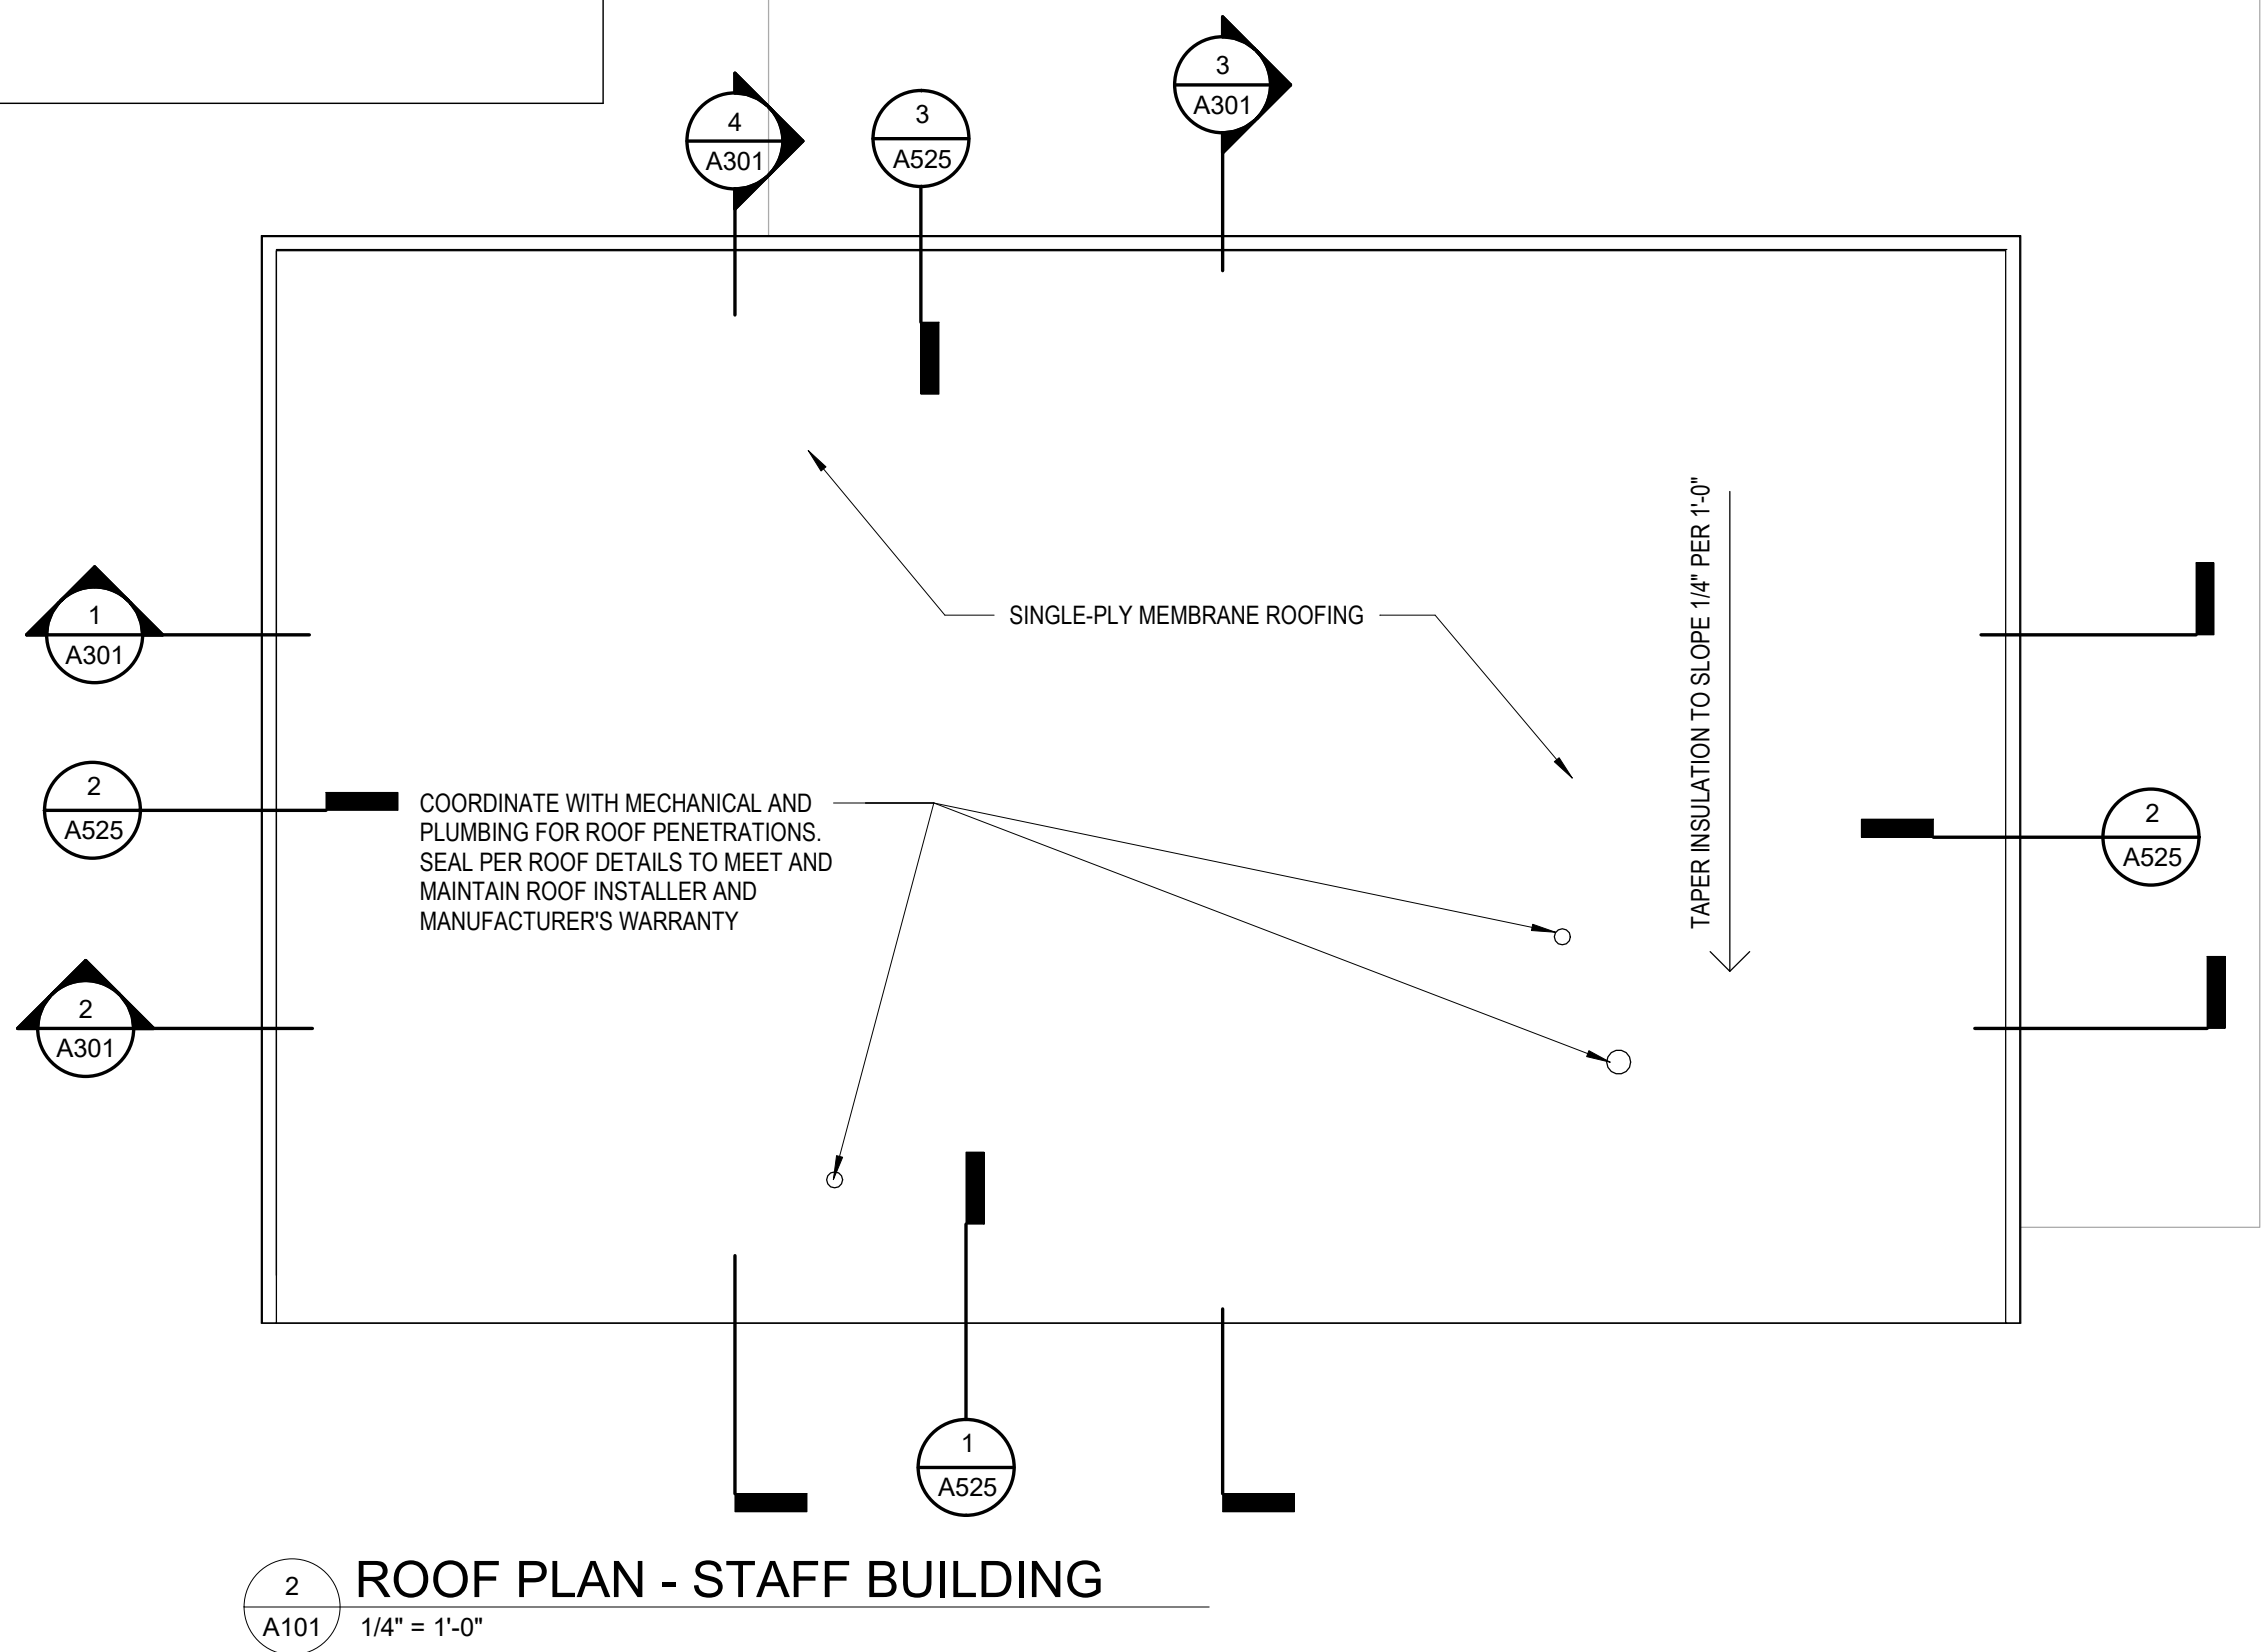 3
A301
4
A301
3
A525
TAPER INSULATION TO SLOPE 1/4" PER 1'-0"
1
A301
SINGLE-PLY MEMBRANE ROOFING
2
A525
COORDINATE WITH MECHANICAL AND
PLUMBING FOR ROOF PENETRATIONS.
SEAL PER ROOF DETAILS TO MEET AND
MAINTAIN ROOF INSTALLER AND
MANUFACTURER'S WARRANTY
2
A525
2
A301
1
A525
2
A101
ROOF PLAN - STAFF BUILDING
1/4" = 1'-0"